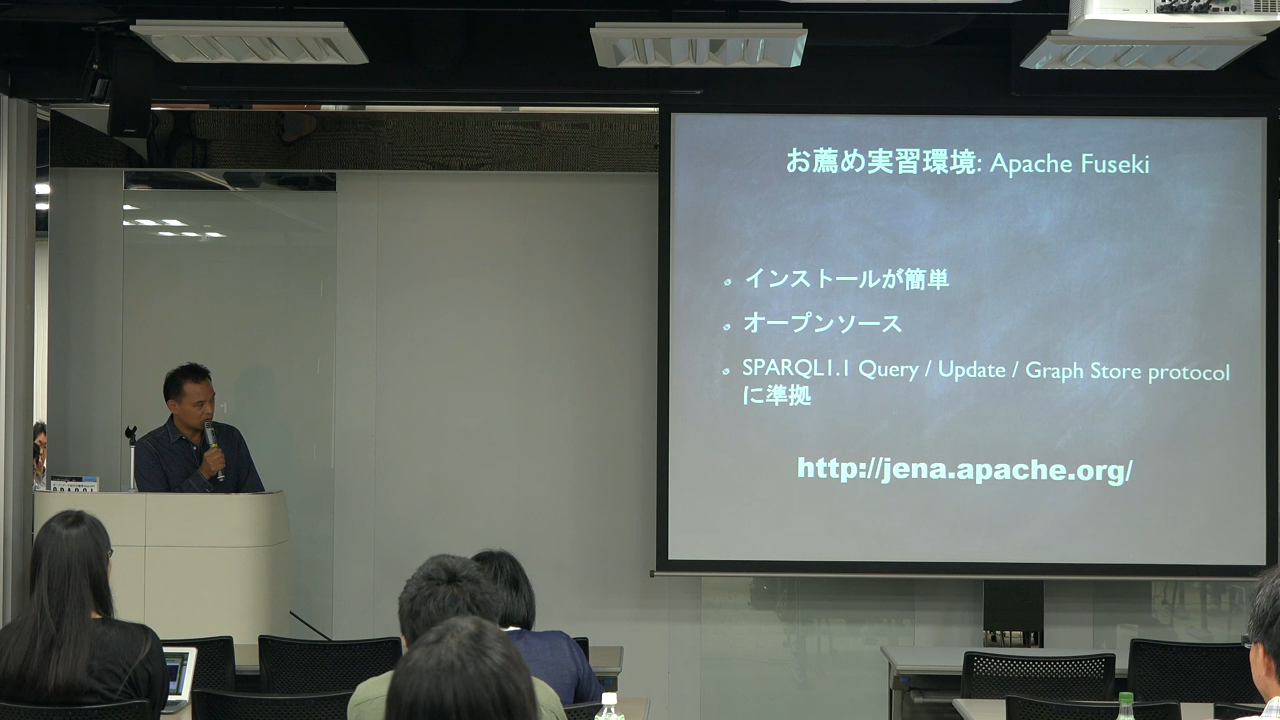 お薦め実習環境: Apache Fuseki
インストールが簡単
オープンソース
SPARQL1.1 Query / Update / Graph Store protocol
に準拠
http://jena.apache.org/
SPARQL